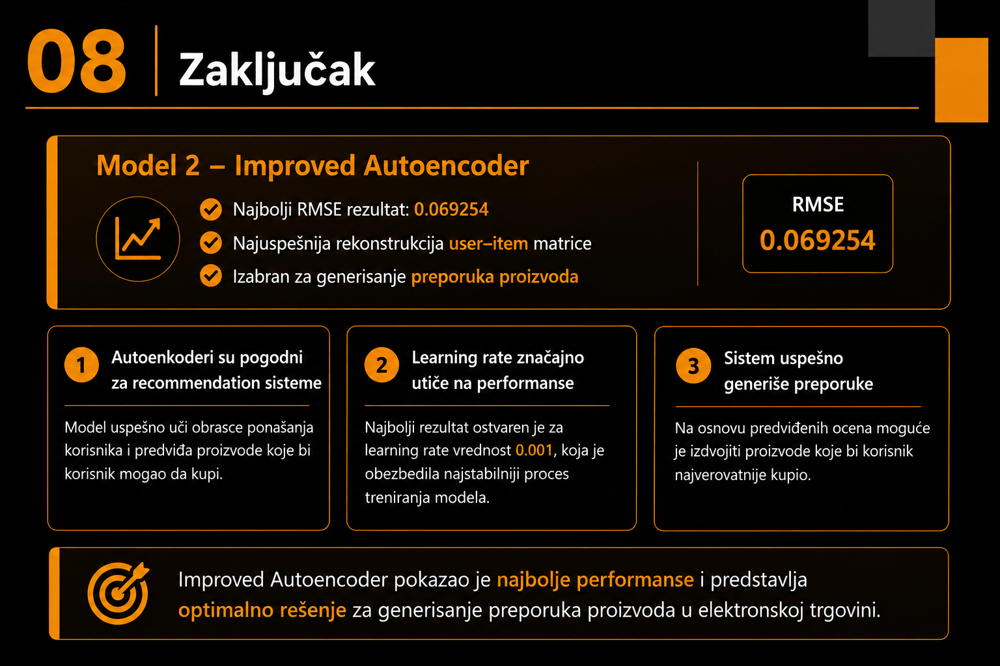 08
Zaključak
Model 2 – Improved Autoencoder
Najbolji RMSE rezultat: 0.069254
Najuspešnija rekonstrukcija user–item matrice
Izabran za generisanje preporuka proizvoda
RMSE
0.069254
1
Autoenkoderi su pogodni
za recommendation sisteme
Model uspešno uči obrasce ponašanja
korisnika i predviđa proizvode koje bi
korisnik mogao da kupi.
2
Learning rate značajno
utiče na performanse
Najbolji rezultat ostvaren je za
learning rate vrednost 0.001, koja je
obezbedila najstabilniji proces
treniranja modela.
3
Sistem uspešno
generiše preporuke
Na osnovu predviđenih ocena moguće
je izdvojiti proizvode koje bi korisnik
najverovatnije kupio.
Improved Autoencoder pokazao je najbolje performanse i predstavlja
optimalno rešenje za generisanje preporuka proizvoda u elektronskoj trgovini.